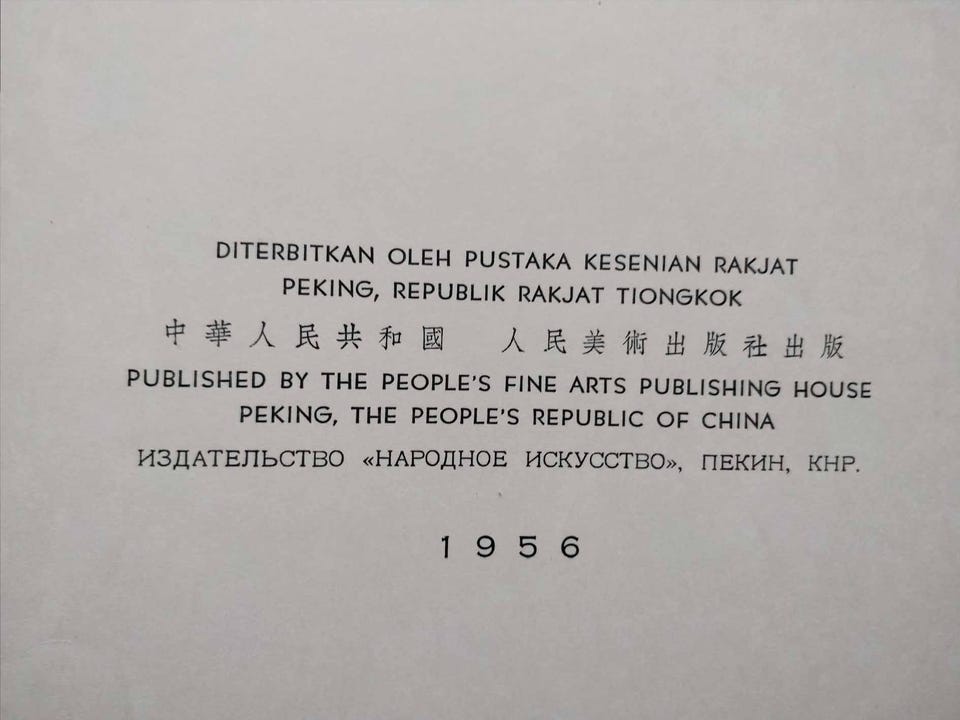 DITERBITKAN OLEH PUSTAKA KESENIAN RAKJAT
PEKING, REPUBLIK RAKJAT TIONGKOK
中華人民共和國 人民美術出版社出版
PUBLISHED BY THE PEOPLE'S FINE ARTS PUBLISHING HOUSE
PEKING, THE PEOPLE'S REPUBLIC OF CHINA
ИЗДАТЕЛЬСТВО «НАРОДНОЕ ИСКУССТВО», ПЕКИН, КНР.
1956